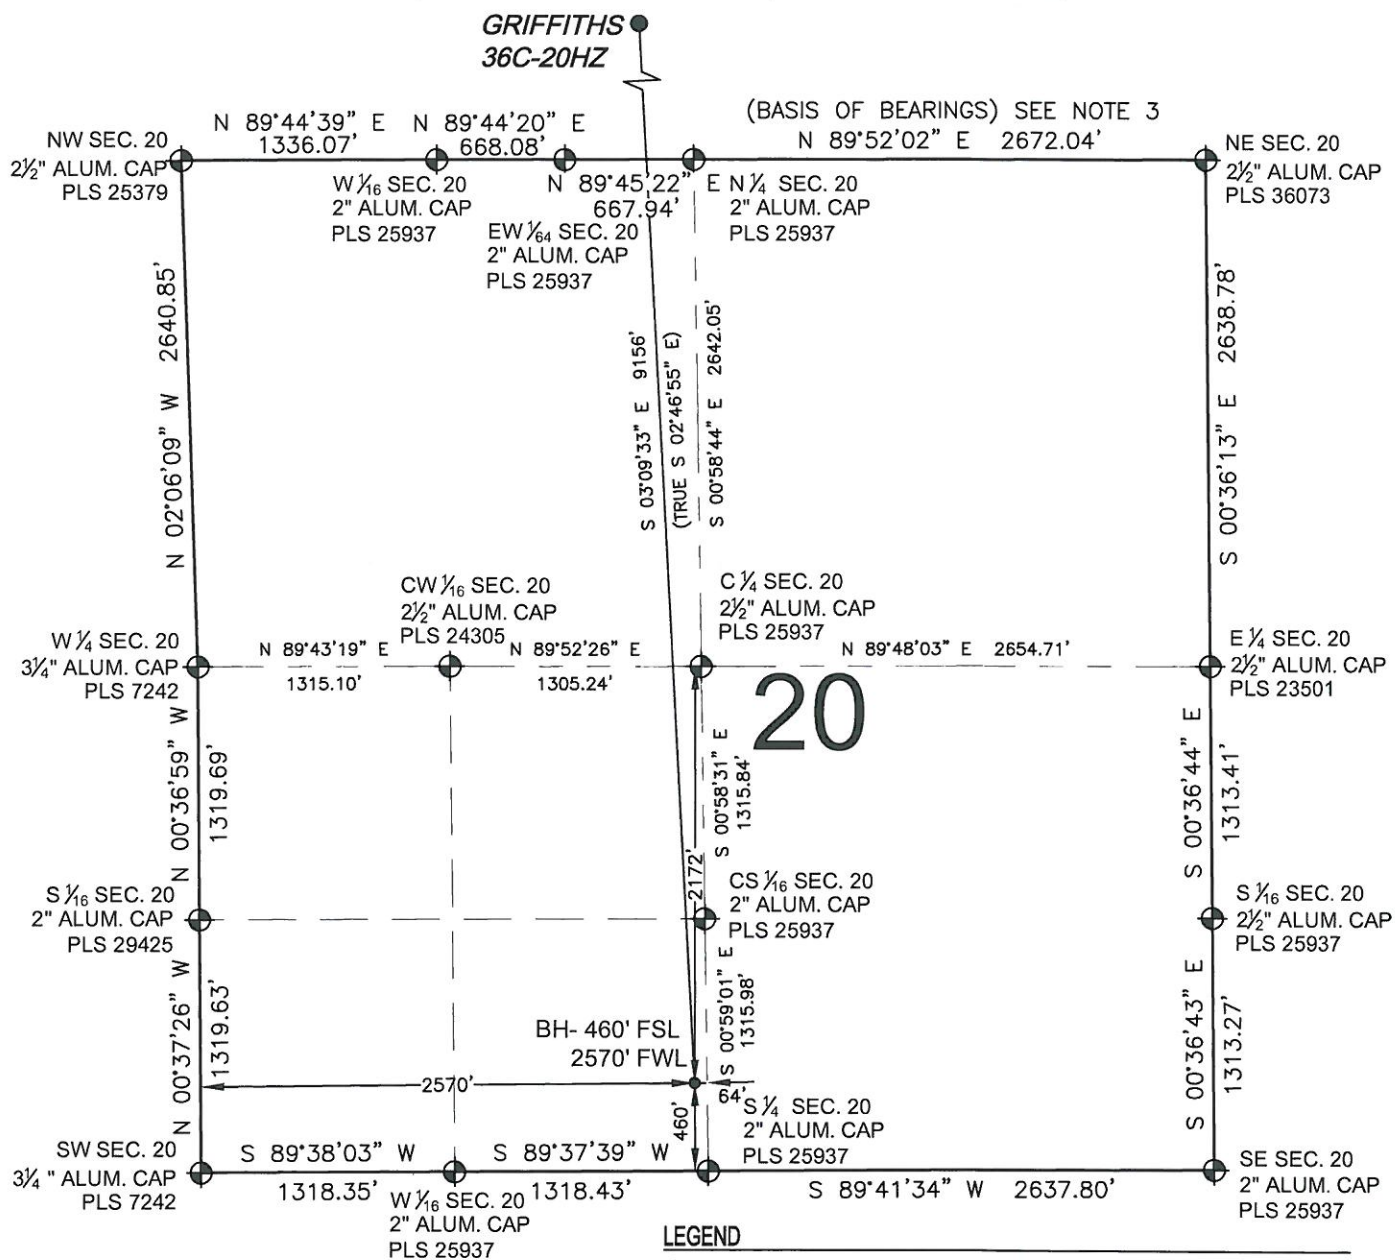 GRIFFITHS
36C-20HZ
(BASIS OF BEARINGS) SEE NOTE 3
N 89°44'39" E
1336.07'
N 89°44'20" E
668.08'
N 89°52'02" E 2672.04'
NW SEC. 20
2½" ALUM. CAP
PLS 25379
NE SEC. 20
2½" ALUM. CAP
PLS 36073
W 1/16 SEC. 20
2" ALUM. CAP
PLS 25937
N 89°45'22" E
667.94'
EW 1/64 SEC. 20
2" ALUM. CAP
PLS 25937
N ¼ SEC. 20
2" ALUM. CAP
PLS 25937
N 02°06'09" W 2640.85'
S 03°09'33" E 9156'
(TRUE S 02°46'55" E)
S 00°58'44" E 2642.05'
S 00°36'13" E 2638.78'
W ¼ SEC. 20
3¼" ALUM. CAP
PLS 7242
CW 1/16 SEC. 20
2½" ALUM. CAP
PLS 24305
C ¼ SEC. 20
2½" ALUM. CAP
PLS 25937
E ¼ SEC. 20
2½" ALUM. CAP
PLS 23501
N 89°43'19" E
1315.10'
N 89°52'26" E
1305.24'
N 89°48'03" E 2654.71'
20
N 00°36'59" W
1319.69'
2172'
S 00°58'31" E
1315.84'
S 00°36'44" E
1313.41'
S 1/16 SEC. 20
2" ALUM. CAP
PLS 29425
CS 1/16 SEC. 20
2" ALUM. CAP
PLS 25937
S 1/16 SEC. 20
2½" ALUM. CAP
PLS 25937
N 00°37'26" W
1319.63'
BH- 460' FSL
2570' FWL
S 00°59'01" E
1315.98'
S 00°36'43" E
1313.27'
2570'
64'
460'
SW SEC. 20
3¼ " ALUM. CAP
PLS 7242
S 89°38'03" W
1318.35'
S 89°37'39" W
1318.43'
W 1/16 SEC. 20
2" ALUM. CAP
PLS 25937
S ¼ SEC. 20
2" ALUM. CAP
PLS 25937
S 89°41'34" W 2637.80'
SE SEC. 20
2" ALUM. CAP
PLS 25937
LEGEND